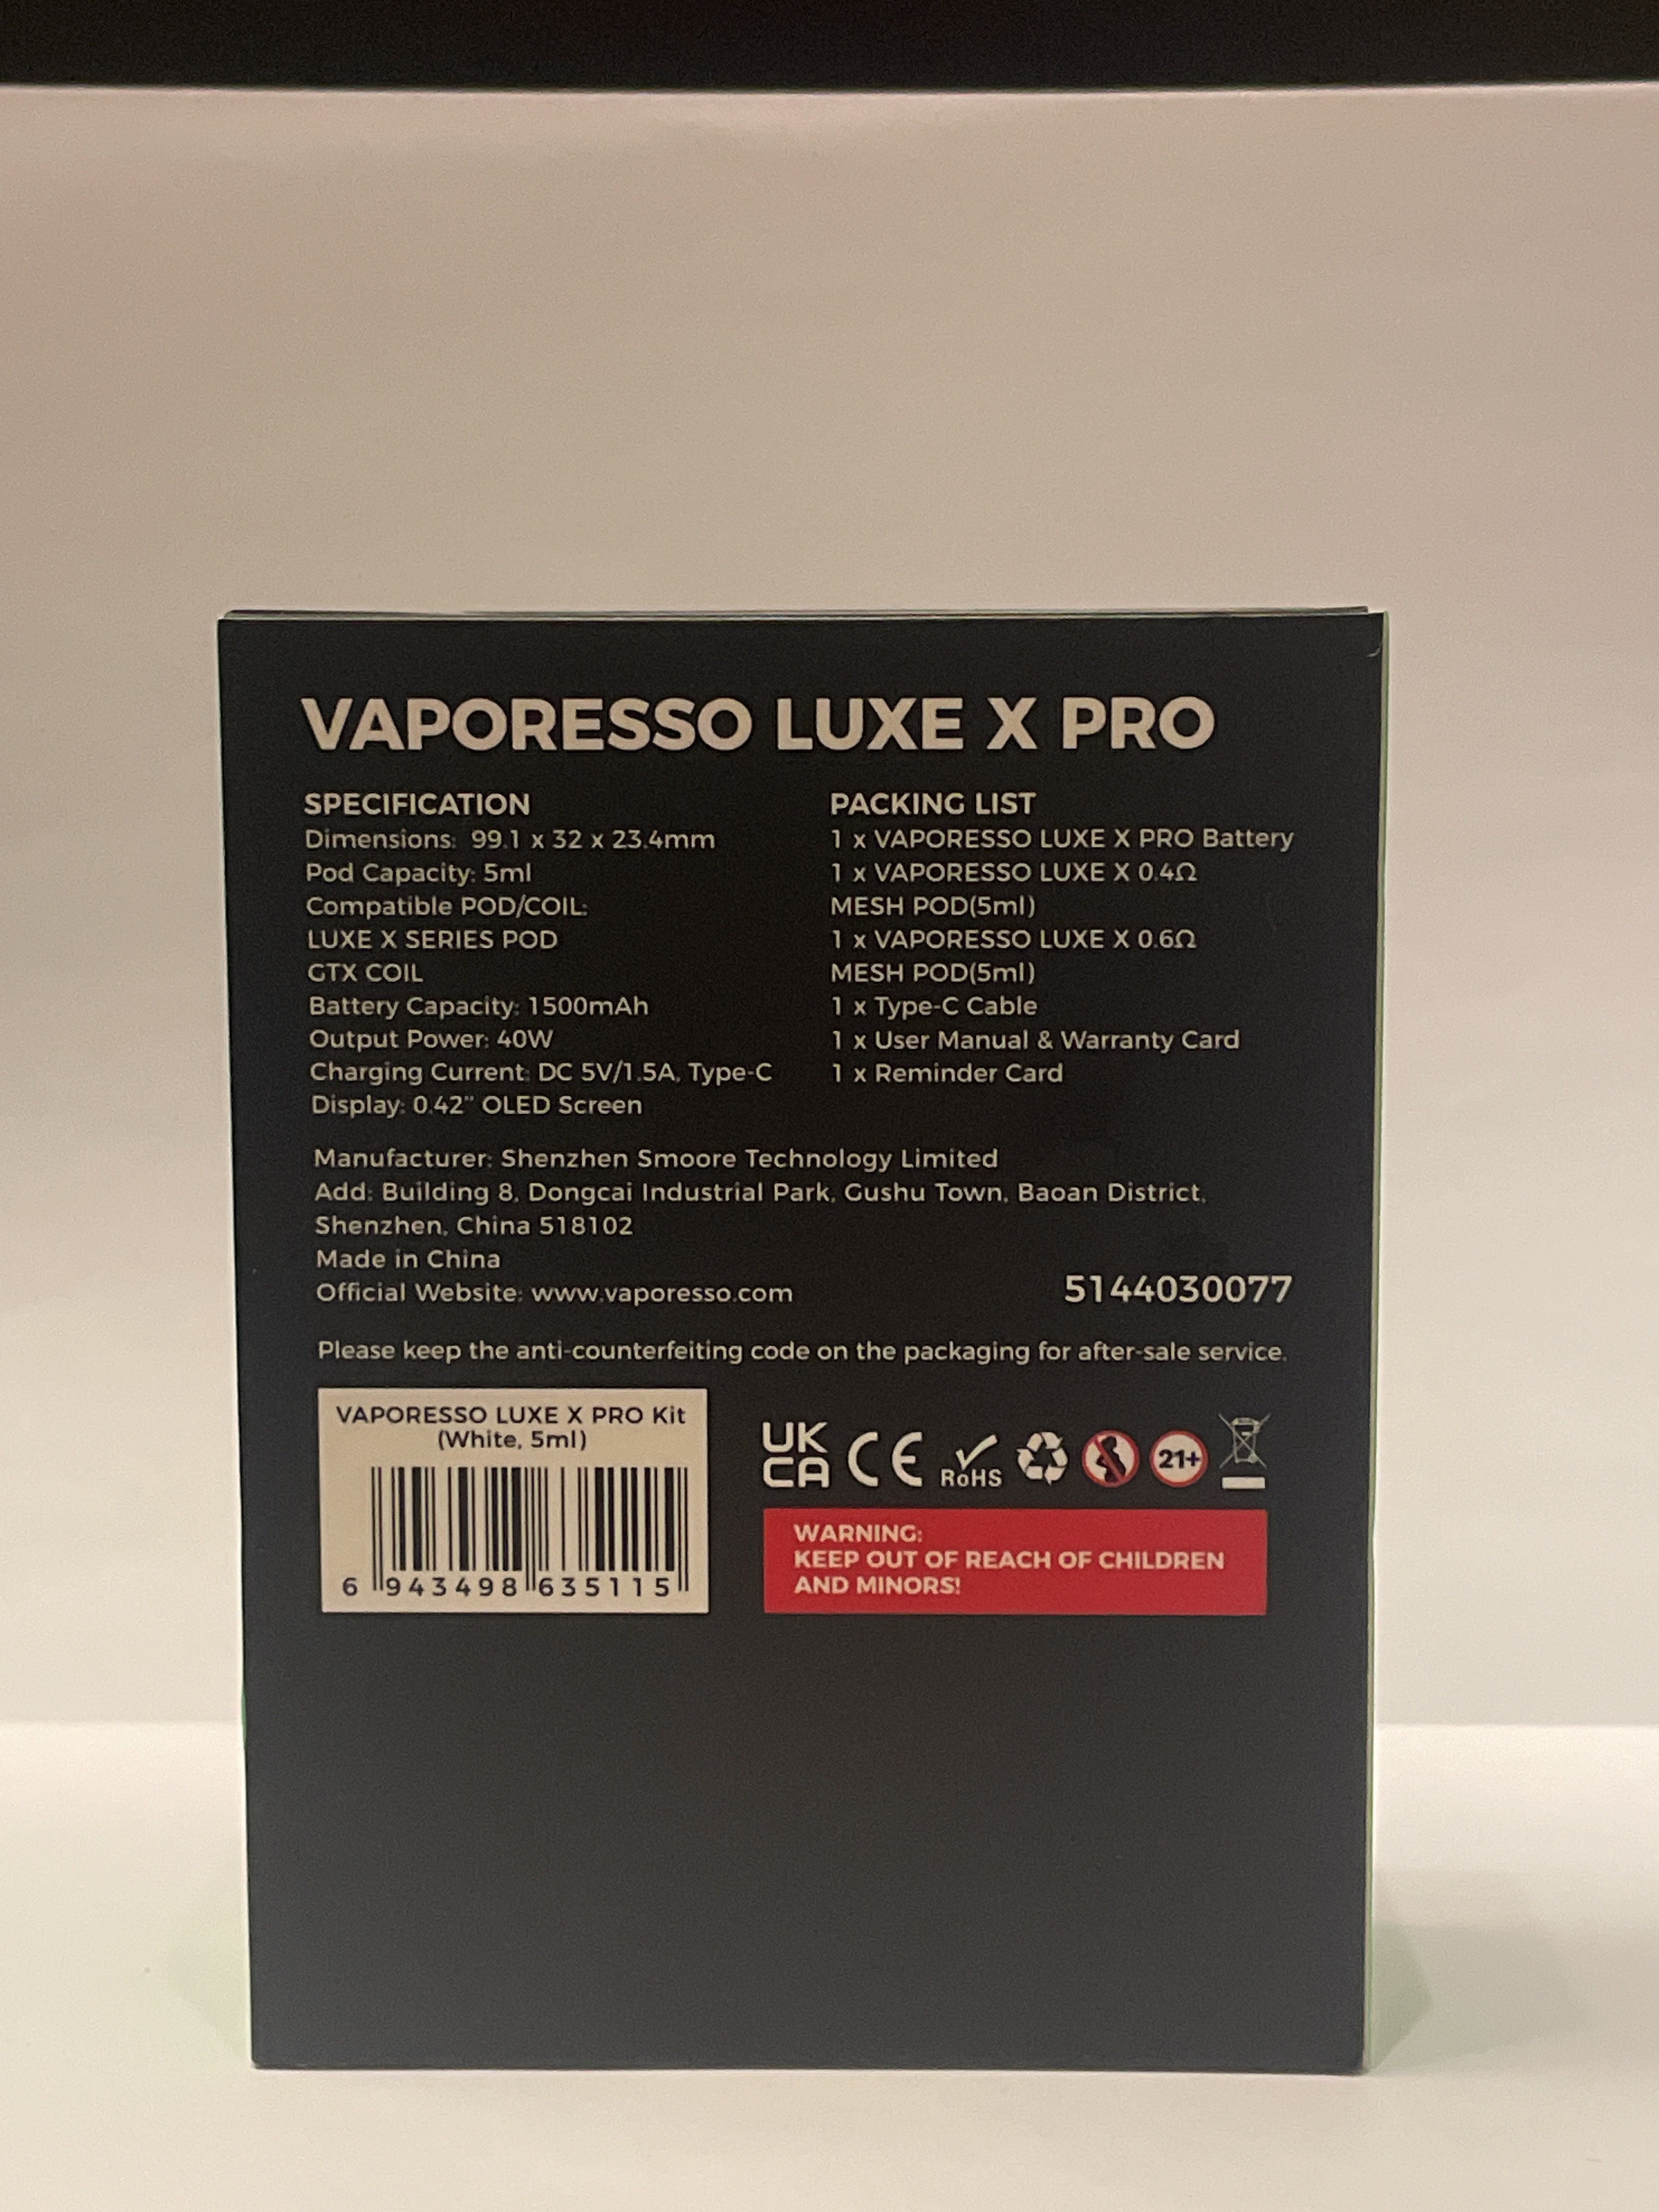 VAPORESSO LUXE X PRO
SPECIFICATION
Dimensions: 99.1 x 32 x 23.4mm
Pod Capacity: 5ml
Compatible POD/COIL:
LUXE X SERIES POD
GTX COIL
Battery Capacity: 1500mAh
Output Power: 40W
Charging Current: DC 5V/1.5A, Type-C
Display: 0.42" OLED Screen
PACKING LIST
1 x VAPORESSO LUXE X PRO Battery
1 x VAPORESSO LUXE X 0.4Ω
MESH POD(5ml)
1 x VAPORESSO LUXE X 0.6Ω
MESH POD(5ml)
1 x Type-C Cable
1 x User Manual & Warranty Card
1 x Reminder Card
Manufacturer: Shenzhen Smoore Technology Limited
Add: Building 8, Dongcai Industrial Park, Gushu Town, Baoan District,
Shenzhen, China 518102
Made in China
Official Website: www.vaporesso.com
5144030077
Please keep the anti-counterfeiting code on the packaging for after-sale service.
VAPORESSO LUXE X PRO Kit
(White, 5ml)
6 943498 635115
UK
CA
CE
RoHS
21+
WARNING:
KEEP OUT OF REACH OF CHILDREN
AND MINORS!